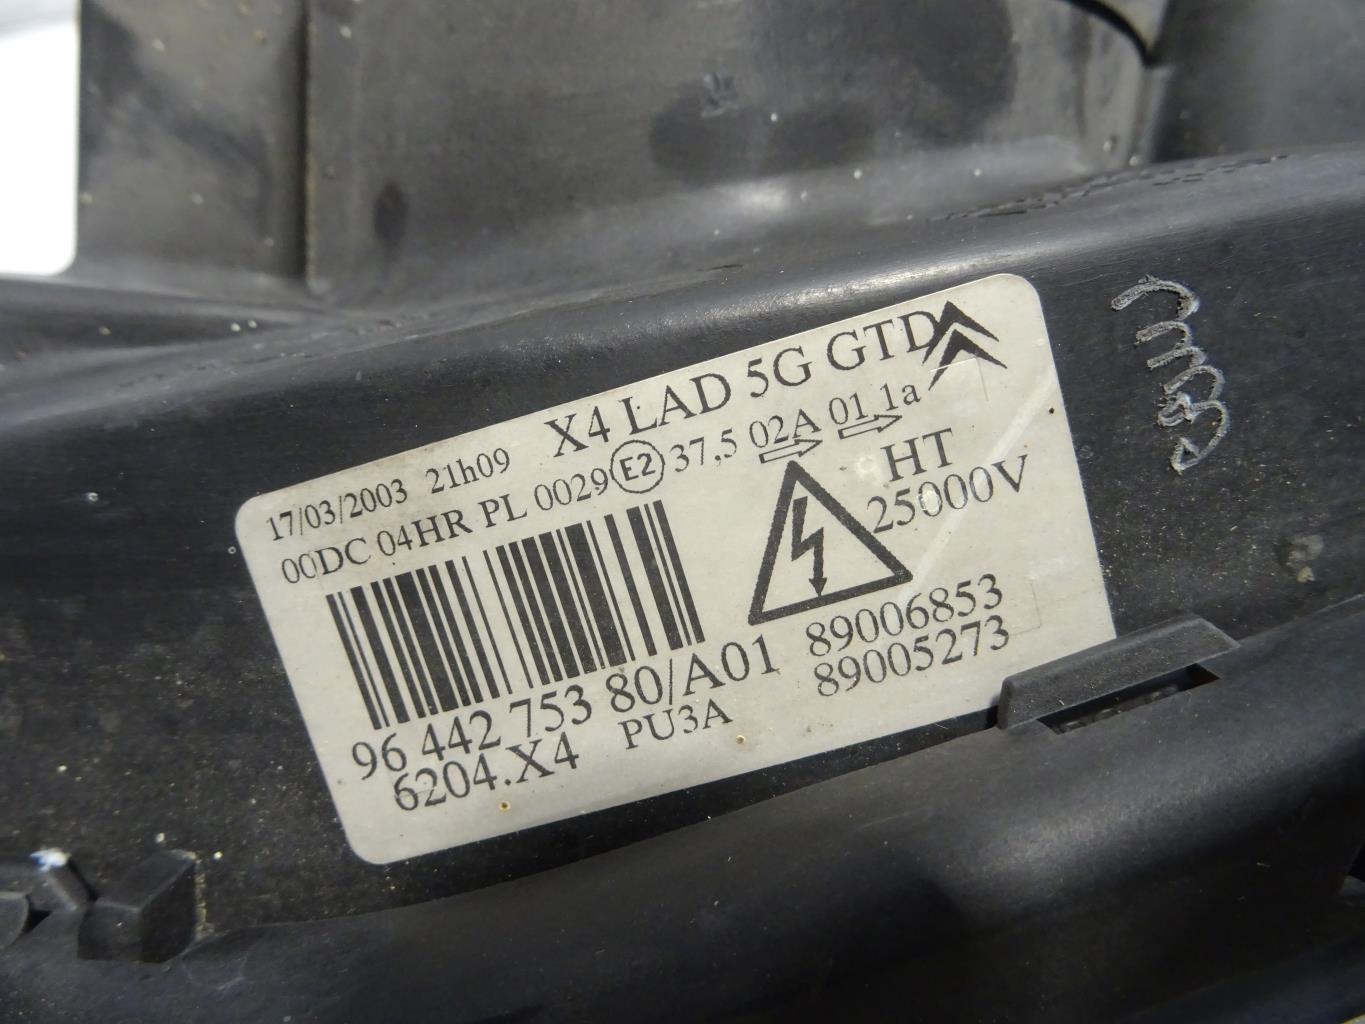 X4 LAD 5G GTD
17/03/2003 21h09
00DC 04HR PL 0029 E2 37,5 02A 01 1a
HT
25000V
96 442 753 80/A01
89006853
6204.X4 PU3A
89005273